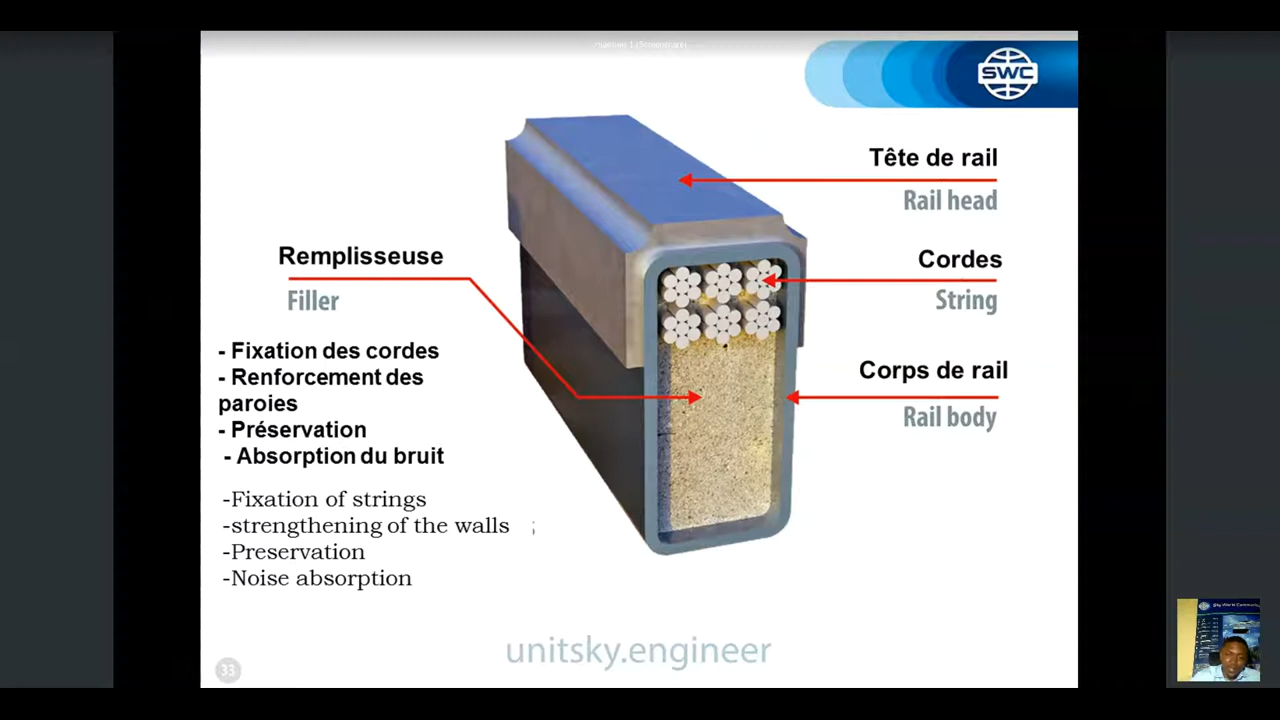 SWC
Tête de rail
Rail head
Remplisseuse
Filler
Cordes
String
- Fixation des cordes
- Renforcement des
paroies
- Préservation
- Absorption du bruit
Corps de rail
Rail body
-Fixation of strings
-strengthening of the walls
-Preservation
-Noise absorption
unitsky.engineer
33